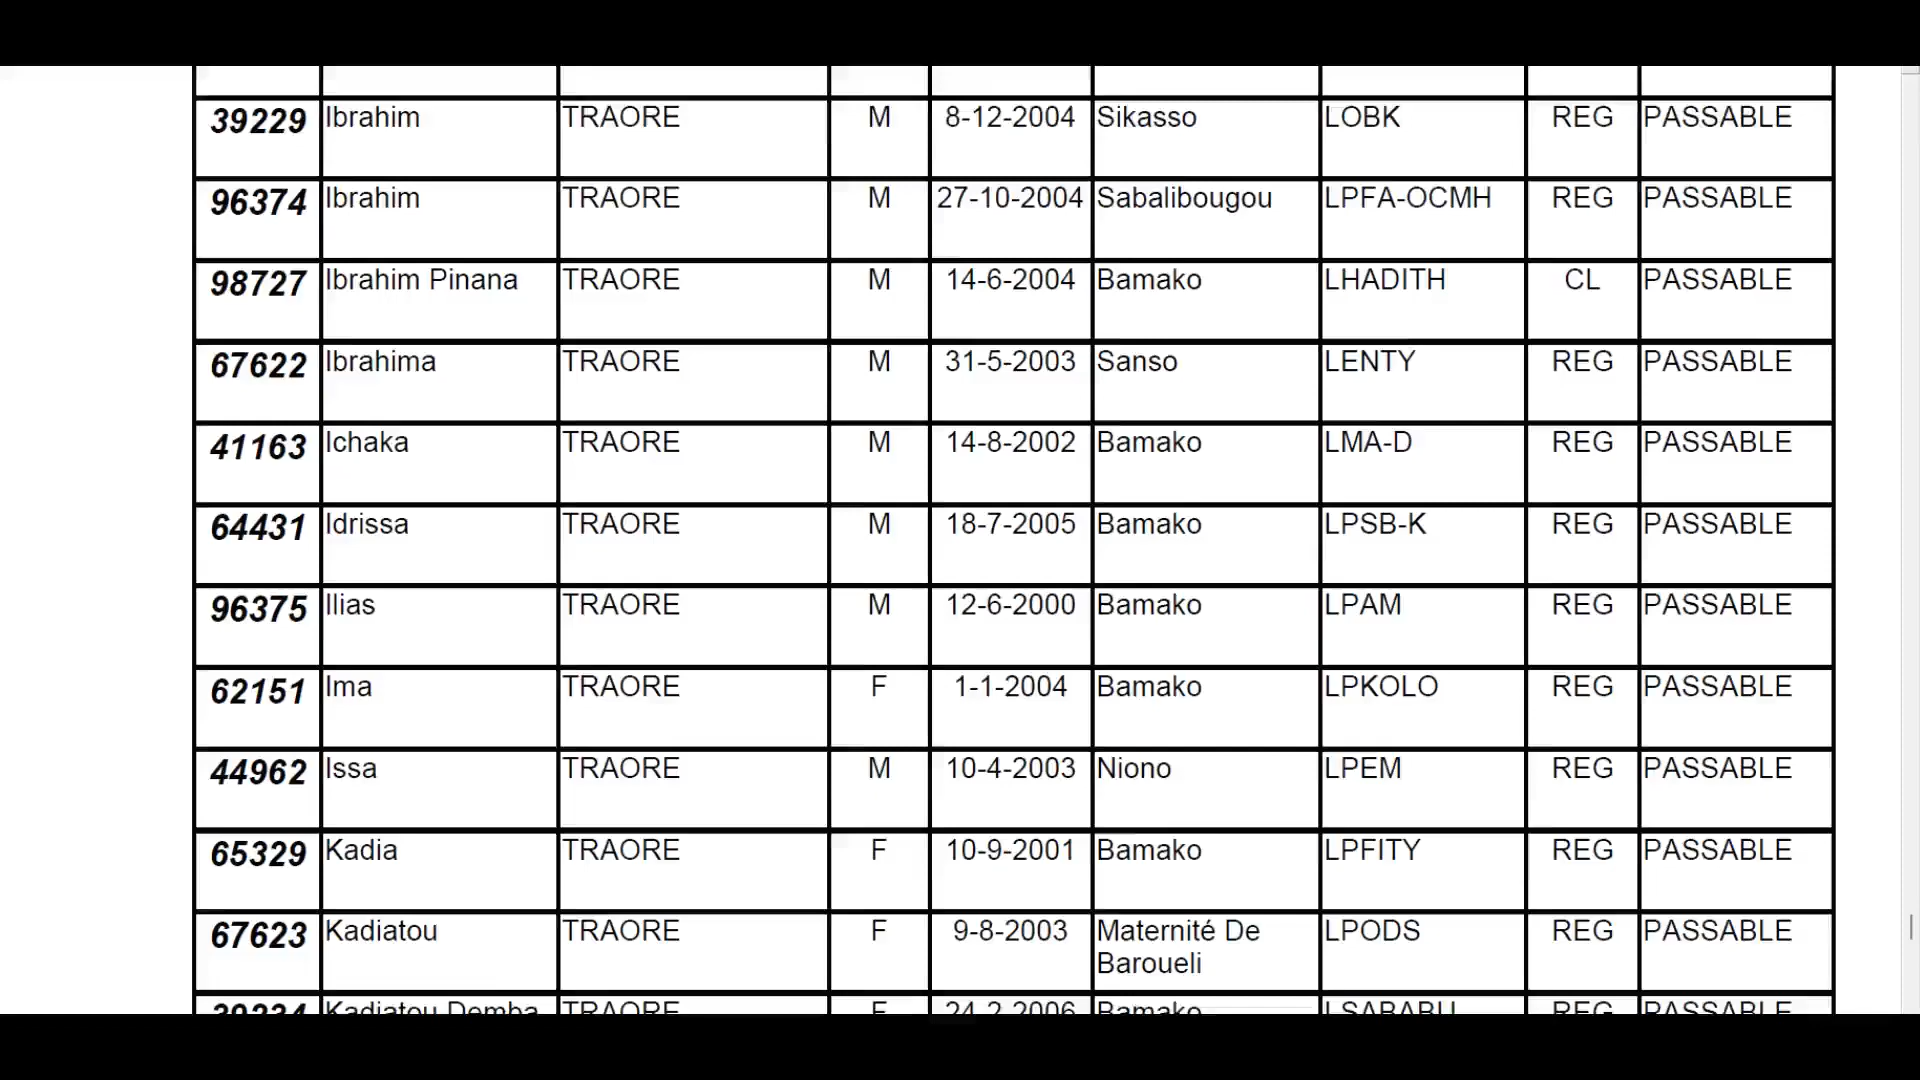 39229 Ibrahim TRAORE M 8-12-2004 Sikasso LOBK REG PASSABLE
96374 Ibrahim TRAORE M 27-10-2004 Sabalibougou LPFA-OCMH REG PASSABLE
98727 Ibrahim Pinana TRAORE M 14-6-2004 Bamako LHADITH CL PASSABLE
67622 Ibrahima TRAORE M 31-5-2003 Sanso LENTY REG PASSABLE
41163 Ichaka TRAORE M 14-8-2002 Bamako LMA-D REG PASSABLE
64431 Idrissa TRAORE M 18-7-2005 Bamako LPSB-K REG PASSABLE
96375 Ilias TRAORE M 12-6-2000 Bamako LPAM REG PASSABLE
62151 Ima TRAORE F 1-1-2004 Bamako LPKOLO REG PASSABLE
44962 Issa TRAORE M 10-4-2003 Niono LPEM REG PASSABLE
65329 Kadia TRAORE F 10-9-2001 Bamako LPFITY REG PASSABLE
67623 Kadiatou TRAORE F 9-8-2003 Maternité De LPODS REG PASSABLE
Baroueli
39234 Kadiatou Demba TRAORE F 24-2-2006 Bamako LSABABU REG PASSABLE